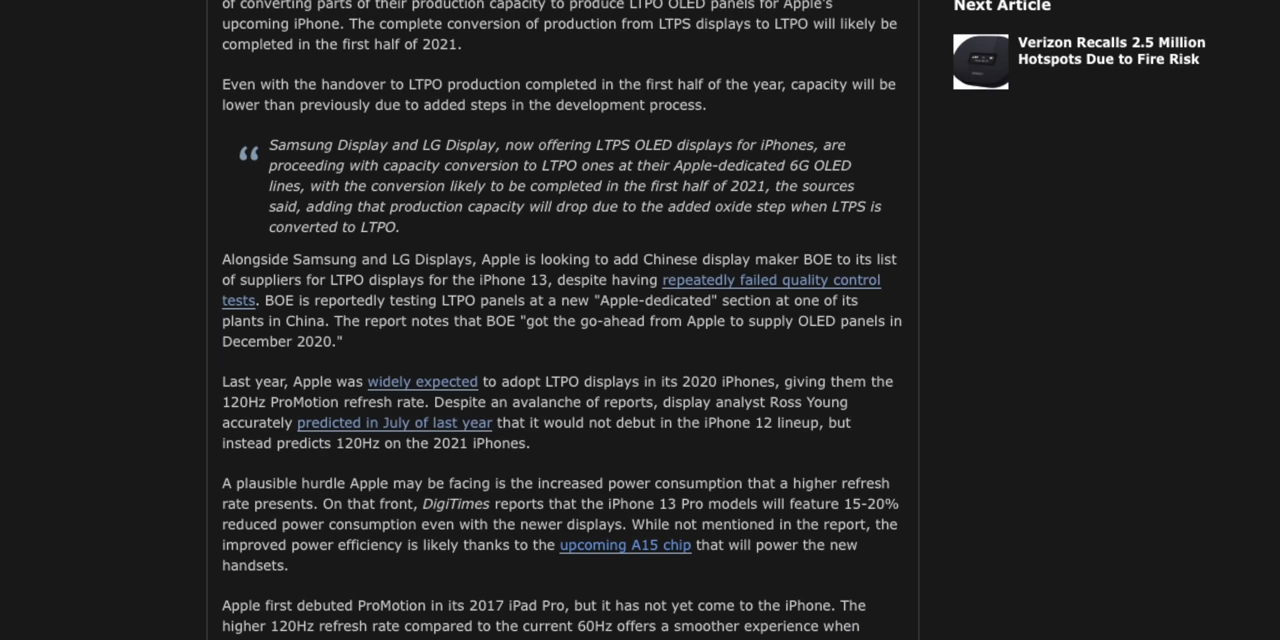 of converting parts of their production capacity to produce LTPO OLED panels for Apple's
upcoming iPhone. The complete conversion of production from LTPS displays to LTPO will likely be
completed in the first half of 2021.
Even with the handover to LTPO production completed in the first half of the year, capacity will be
lower than previously due to added steps in the development process.
“ Samsung Display and LG Display, now offering LTPS OLED displays for iPhones, are
proceeding with capacity conversion to LTPO ones at their Apple-dedicated 6G OLED
lines, with the conversion likely to be completed in the first half of 2021, the sources
said, adding that production capacity will drop due to the added oxide step when LTPS is
converted to LTPO.
Alongside Samsung and LG Displays, Apple is looking to add Chinese display maker BOE to its list
of suppliers for LTPO displays for the iPhone 13, despite having repeatedly failed quality control
tests. BOE is reportedly testing LTPO panels at a new "Apple-dedicated" section at one of its
plants in China. The report notes that BOE "got the go-ahead from Apple to supply OLED panels in
December 2020."
Last year, Apple was widely expected to adopt LTPO displays in its 2020 iPhones, giving them the
120Hz ProMotion refresh rate. Despite an avalanche of reports, display analyst Ross Young
accurately predicted in July of last year that it would not debut in the iPhone 12 lineup, but
instead predicts 120Hz on the 2021 iPhones.
A plausible hurdle Apple may be facing is the increased power consumption that a higher refresh
rate presents. On that front, DigiTimes reports that the iPhone 13 Pro models will feature 15-20%
reduced power consumption even with the newer displays. While not mentioned in the report, the
improved power efficiency is likely thanks to the upcoming A15 chip that will power the new
handsets.
Apple first debuted ProMotion in its 2017 iPad Pro, but it has not yet come to the iPhone. The
higher 120Hz refresh rate compared to the current 60Hz offers a smoother experience when
Next Article
Verizon Recalls 2.5 Million
Hotspots Due to Fire Risk